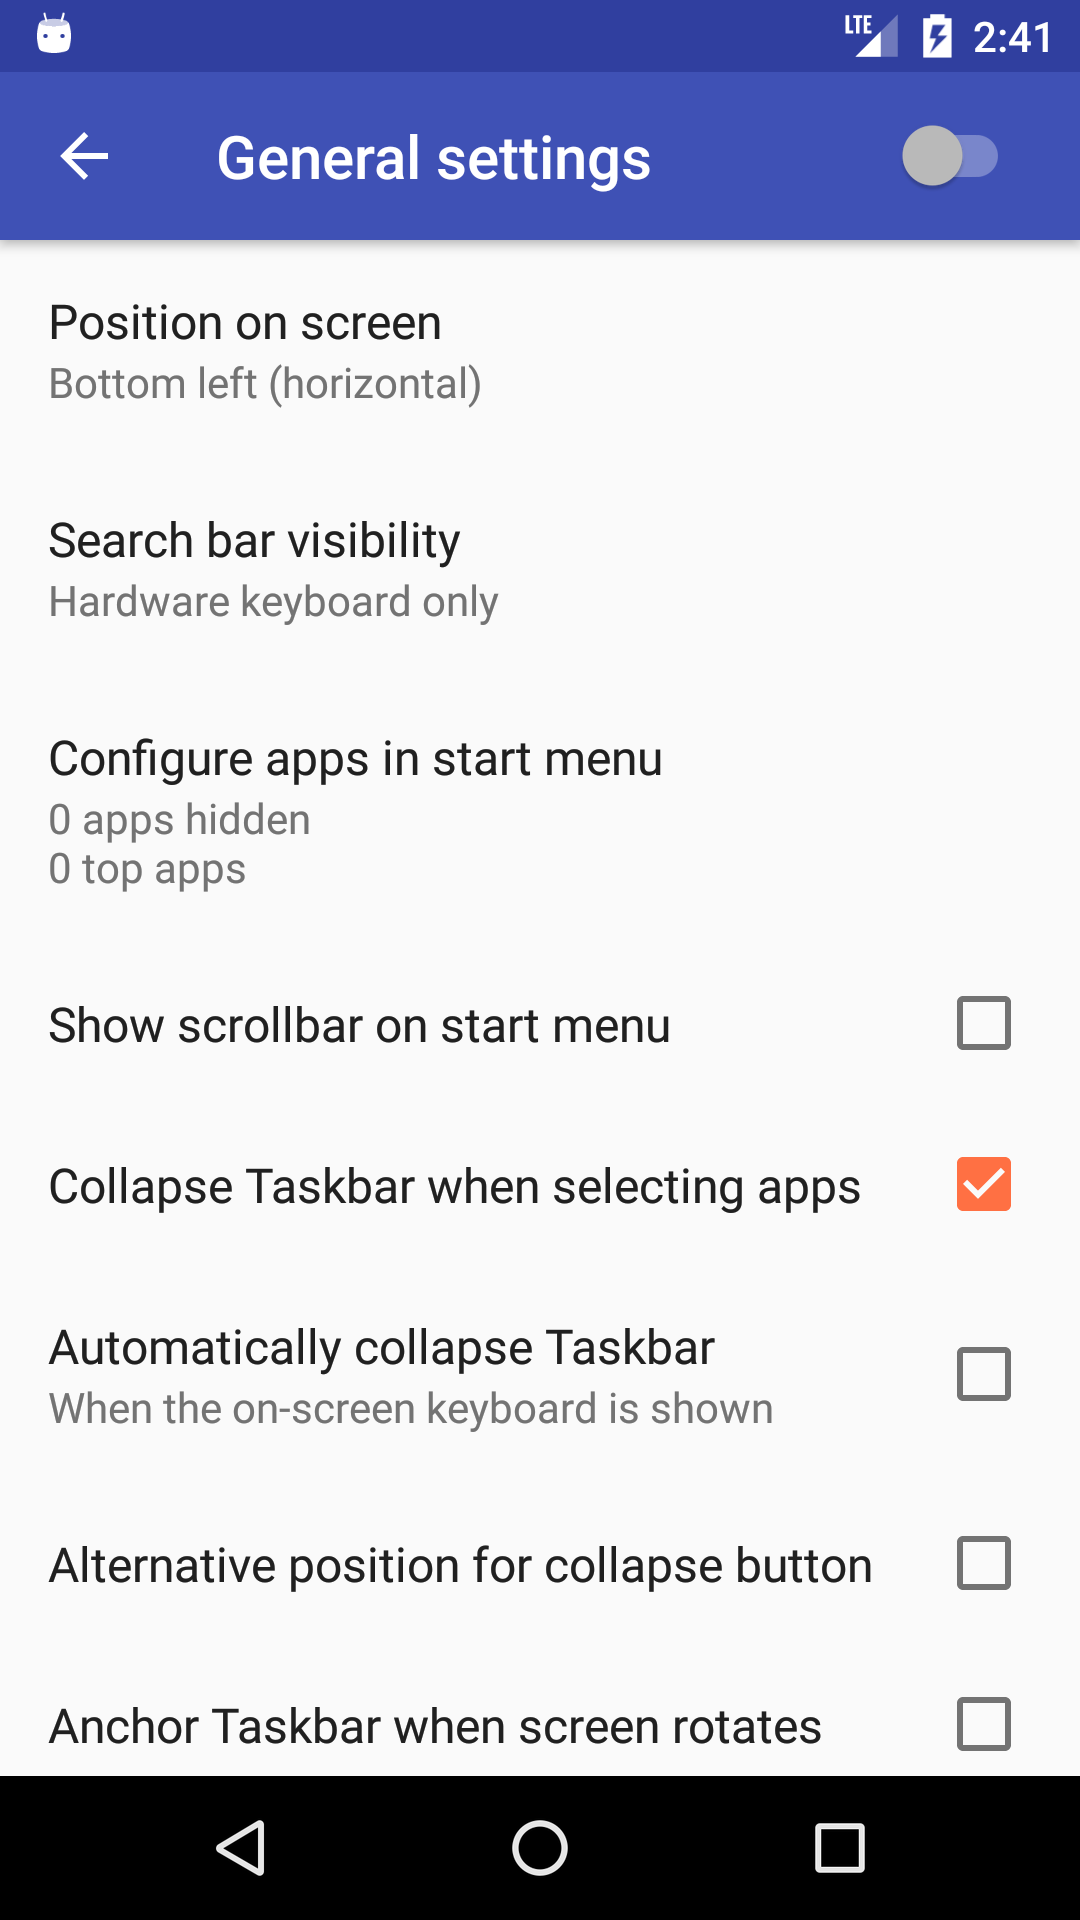 LTE 2:41
General settings
Position on screen
Bottom left (horizontal)
Search bar visibility
Hardware keyboard only
Configure apps in start menu
0 apps hidden
0 top apps
Show scrollbar on start menu
Collapse Taskbar when selecting apps
Automatically collapse Taskbar
When the on-screen keyboard is shown
Alternative position for collapse button
Anchor Taskbar when screen rotates